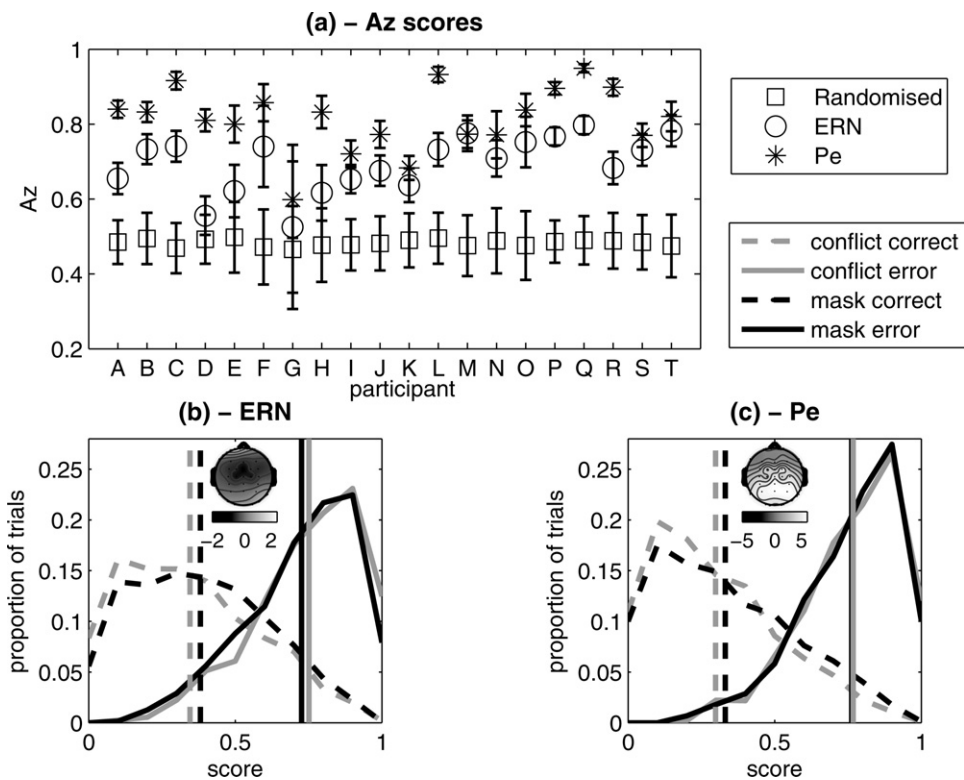 (a) – Az scores
Az
1
0.8
0.6
0.4
0.2
A B C D E F G H I J K L M N O P Q R S T
participant
Randomised
ERN
Pe
conflict correct
conflict error
mask correct
mask error
(b) – ERN
proportion of trials
0.25
0.2
0.15
0.1
0.05
0
−2 0 2
0 0.5 1
score
(c) – Pe
proportion of trials
0.25
0.2
0.15
0.1
0.05
0
−5 0 5
0 0.5 1
score